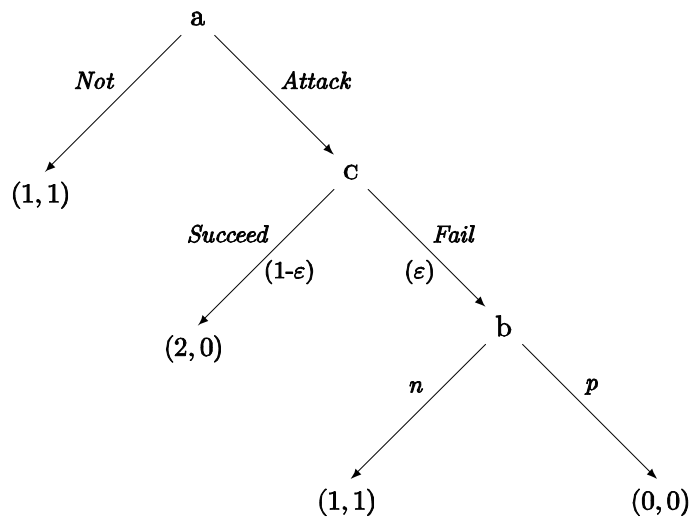 a
Not
Attack
(1, 1)
c
Succeed
Fail
(1-ε)
(ε)
b
(2, 0)
n
p
(1, 1)
(0, 0)